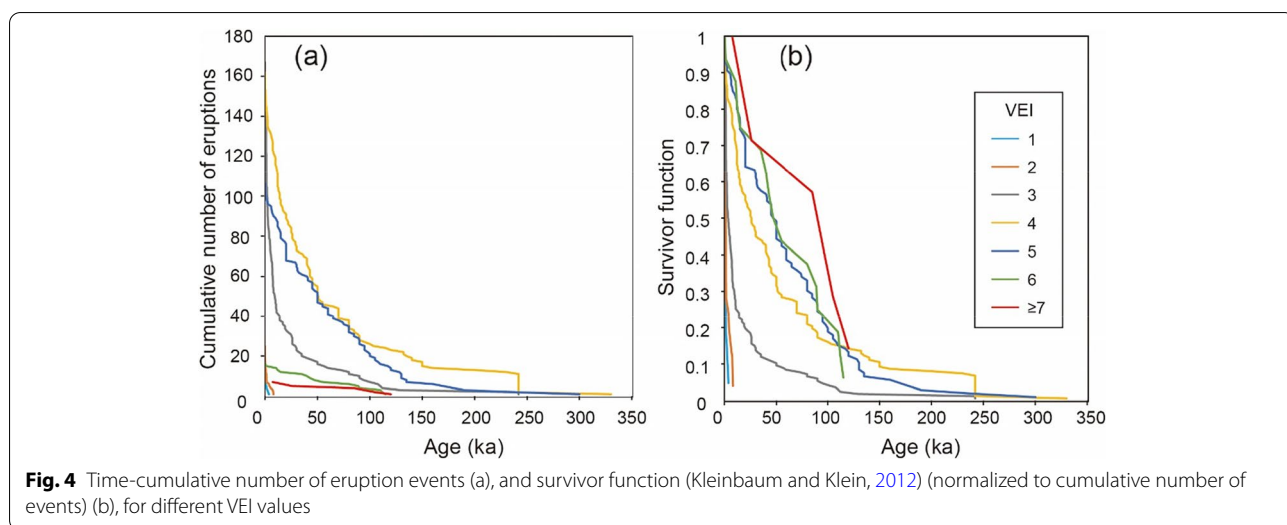 (a)
Cumulative number of eruptions
180
160
140
120
100
80
60
40
20
0
0 50 100 150 200 250 300 350
Age (ka)
(b)
Survivor function
1
0.9
0.8
0.7
0.6
0.5
0.4
0.3
0.2
0.1
0
0 50 100 150 200 250 300 350
Age (ka)
VEI
1
2
3
4
5
6
≥7
Fig. 4 Time-cumulative number of eruption events (a), and survivor function (Kleinbaum and Klein, 2012) (normalized to cumulative number of
events) (b), for different VEI values